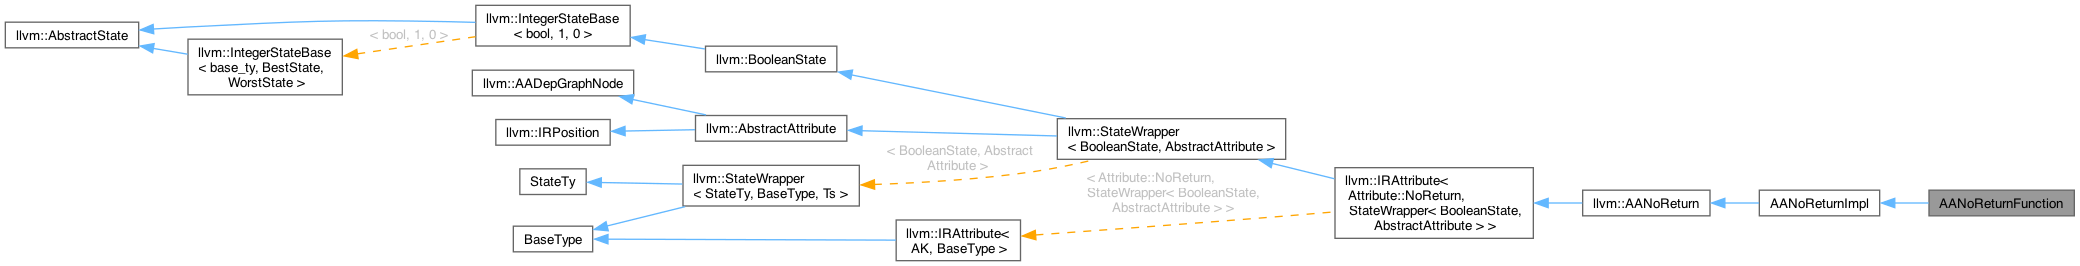 llvm::AbstractState
llvm::IntegerStateBase
< base_ty, BestState,
WorstState >
< bool, 1, 0 >
llvm::IntegerStateBase
< bool, 1, 0 >
llvm::AADepGraphNode
llvm::IRPosition
StateTy
BaseType
llvm::BooleanState
llvm::AbstractAttribute
llvm::StateWrapper
< StateTy, BaseType, Ts >
< BooleanState, Abstract
Attribute >
llvm::IRAttribute<
AK, BaseType >
llvm::StateWrapper
< BooleanState, AbstractAttribute >
< Attribute::NoReturn,
StateWrapper< BooleanState,
AbstractAttribute > >
llvm::IRAttribute<
Attribute::NoReturn,
StateWrapper< BooleanState,
AbstractAttribute > >
llvm::AANoReturn
AANoReturnImpl
AANoReturnFunction